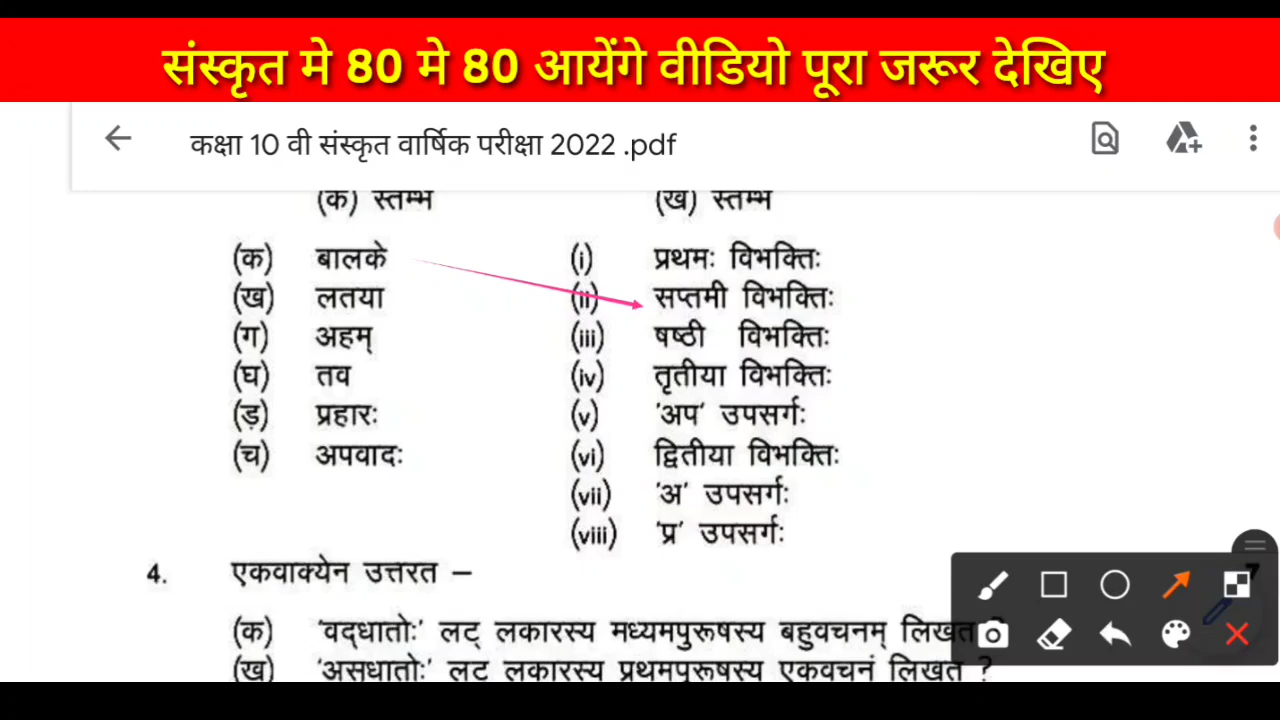 संस्कृत मे 80 मे 80 आयेंगे वीडियो पूरा जरूर देखिए
कक्षा 10 वी संस्कृत वार्षिक परीक्षा 2022 .pdf
(क) स्तम्भ (ख) स्तम्भ
(क) बालके (i) प्रथमः विभक्तिः
(ख) लतया (ii) सप्तमी विभक्तिः
(ग) अहम् (iii) षष्ठी विभक्तिः
(घ) तव (iv) तृतीया विभक्तिः
(ड़) प्रहारः (v) 'अप' उपसर्गः
(च) अपवादः (vi) द्वितीया विभक्तिः
(vii) 'अ' उपसर्गः
(viii) 'प्र' उपसर्गः
4. एकवाक्येन उत्तरत –
(क) 'वद्धातोः' लट् लकारस्य मध्यमपुरूषस्य बहुवचनम् लिखत
(ख) 'असधातोः' लट लकारस्य प्रथमपुरूषस्य एकवचनं लिखत ?